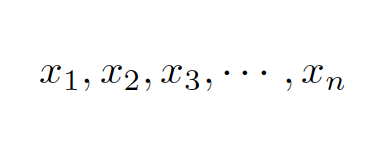 x₁, x₂, x₃, ⋯ , xₙ